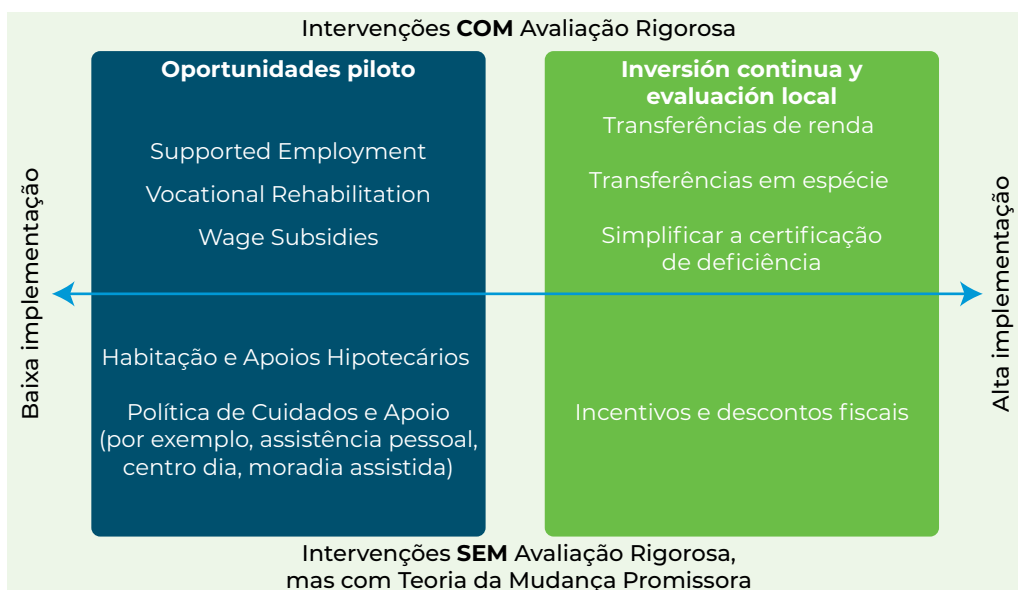 Intervenções COM Avaliação Rigorosa
Oportunidades piloto
Supported Employment
Vocational Rehabilitation
Wage Subsidies
Habitação e Apoios Hipotecários
Política de Cuidados e Apoio
(por exemplo, assistência pessoal,
centro dia, moradia assistida)
Inversión continua y
evaluación local
Transferências de renda
Transferências em espécie
Simplificar a certificação
de deficiência
Incentivos e descontos fiscais
Baixa implementação
Alta implementação
Intervenções SEM Avaliação Rigorosa,
mas com Teoria da Mudança Promissora